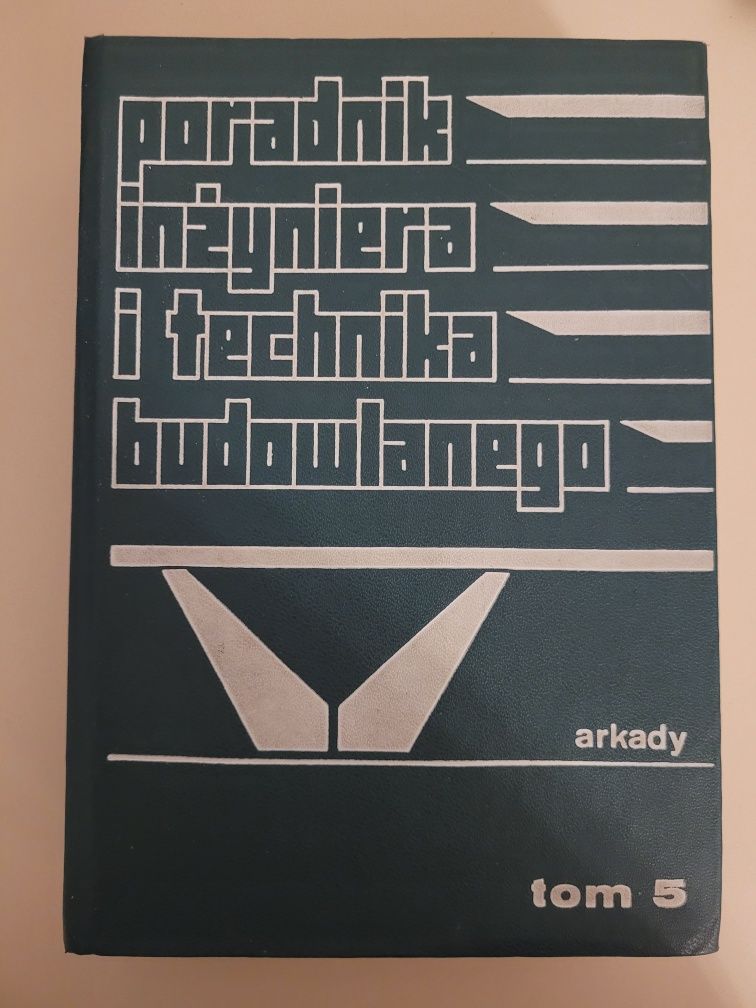 poradnik
inżyniera
i technika
budowlanego
arkady
tom 5